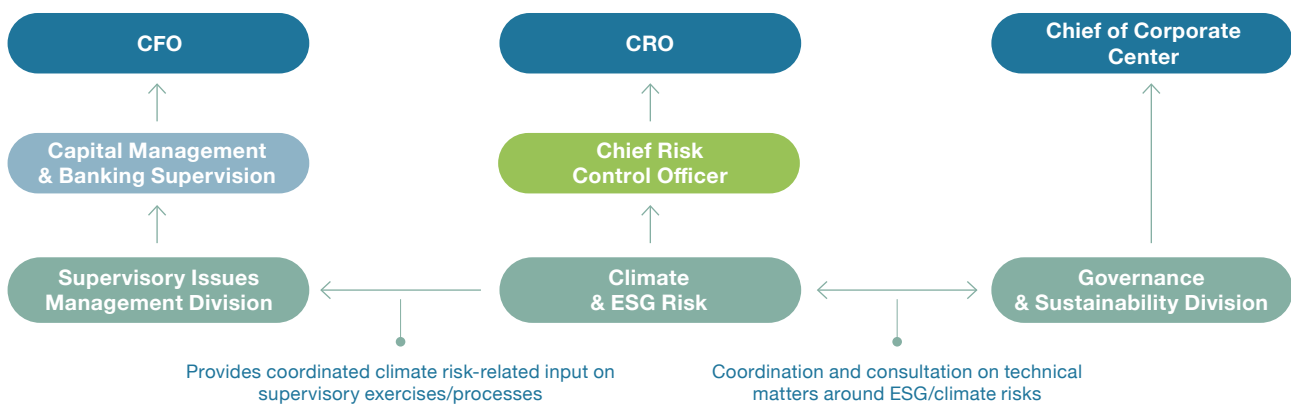 CFO
CRO
Chief of Corporate
Center
Capital Management
& Banking Supervision
Chief Risk
Control Officer
Supervisory Issues
Management Division
Climate
& ESG Risk
Governance
& Sustainability Division
Provides coordinated climate risk-related input on
supervisory exercises/processes
Coordination and consultation on technical
matters around ESG/climate risks